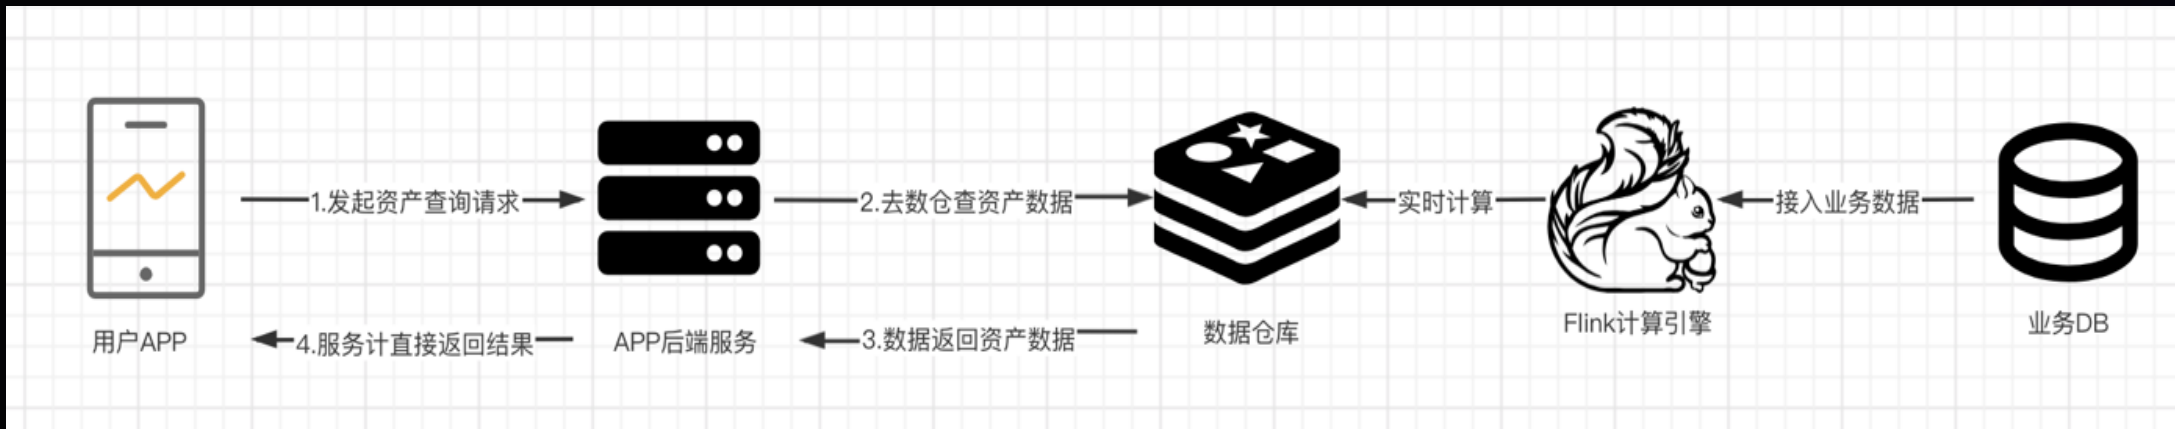 1.发起资产查询请求
2.去数仓查资产数据
实时计算
接入业务数据
用户APP
4.服务计直接返回结果
APP后端服务
3.数据返回资产数据
数据仓库
Flink计算引擎
业务DB